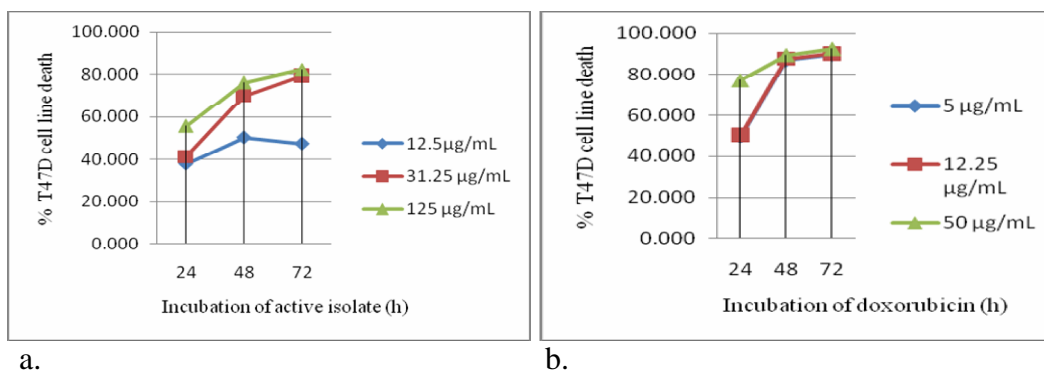 100.000
80.000
60.000
40.000
20.000
0.000
% T47D cell line death
24 48 72
Incubation of active isolate (h)
12.5µg/mL
31.25 µg/mL
125 µg/mL
a.
100.000
80.000
60.000
40.000
20.000
0.000
% T47D cell line death
24 48 72
Incubation of doxorubicin (h)
5 µg/mL
12.25
µg/mL
50 µg/mL
b.